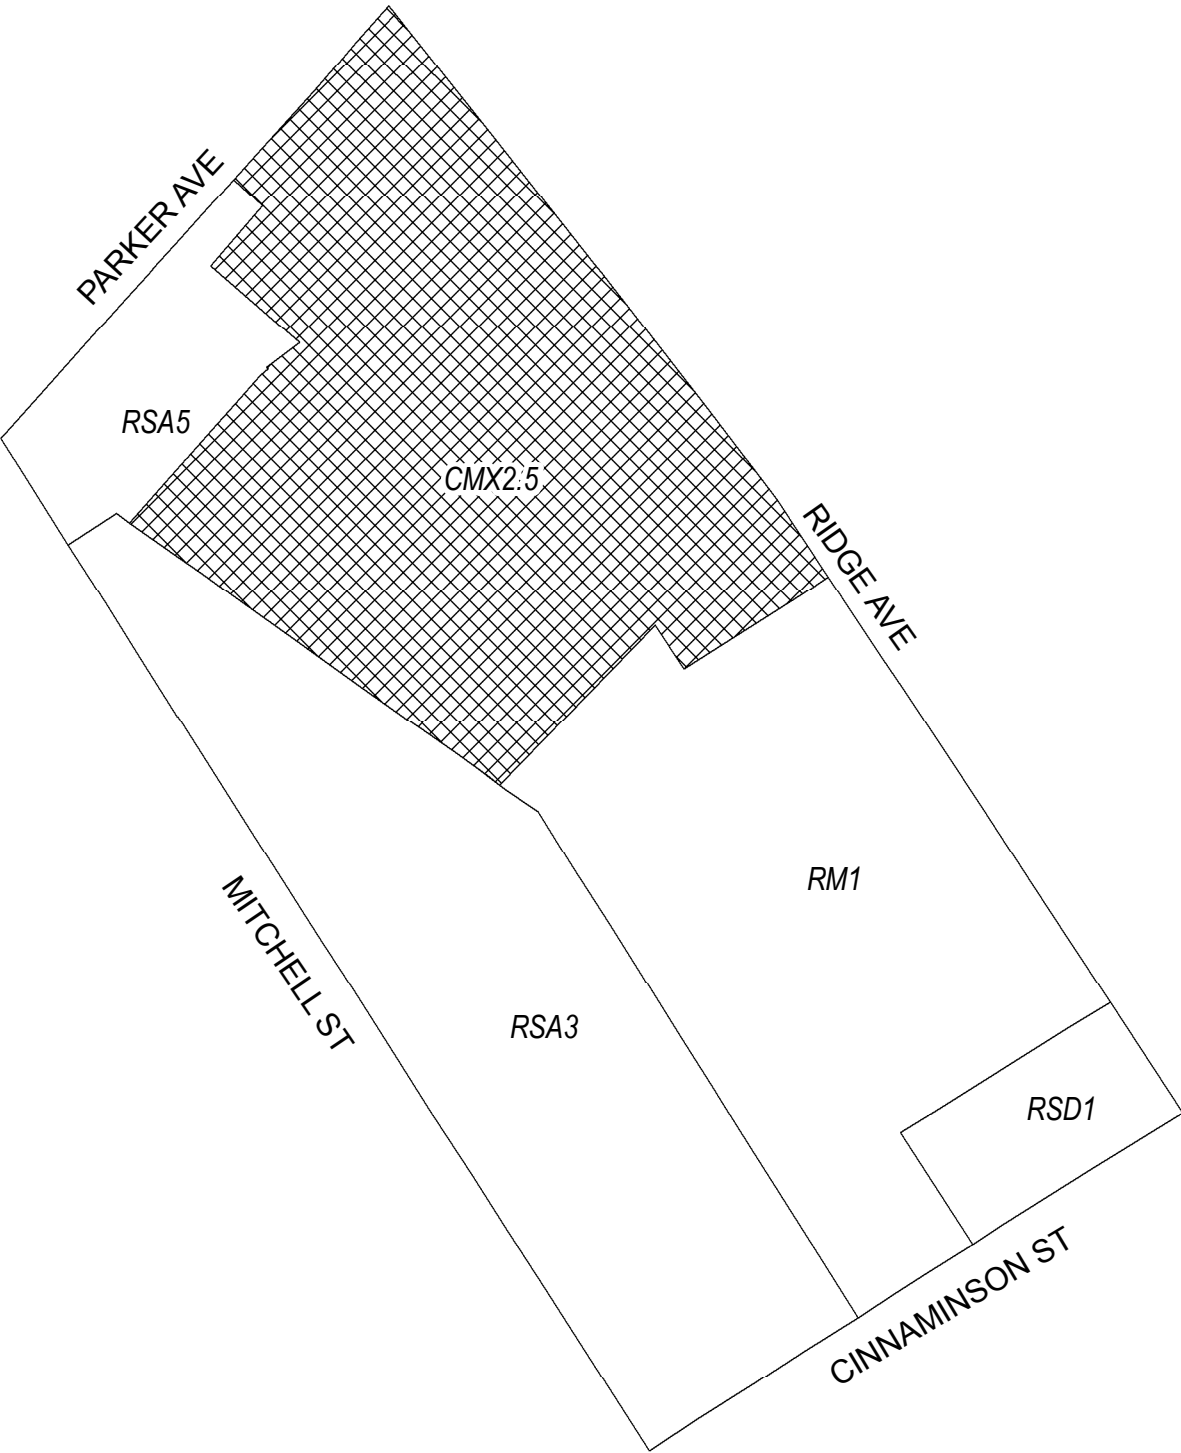 PARKER AVE
RSA5
CMX2.5
RIDGE AVE
RM1
MITCHELL ST
RSA3
RSD1
CINNAMINSON ST